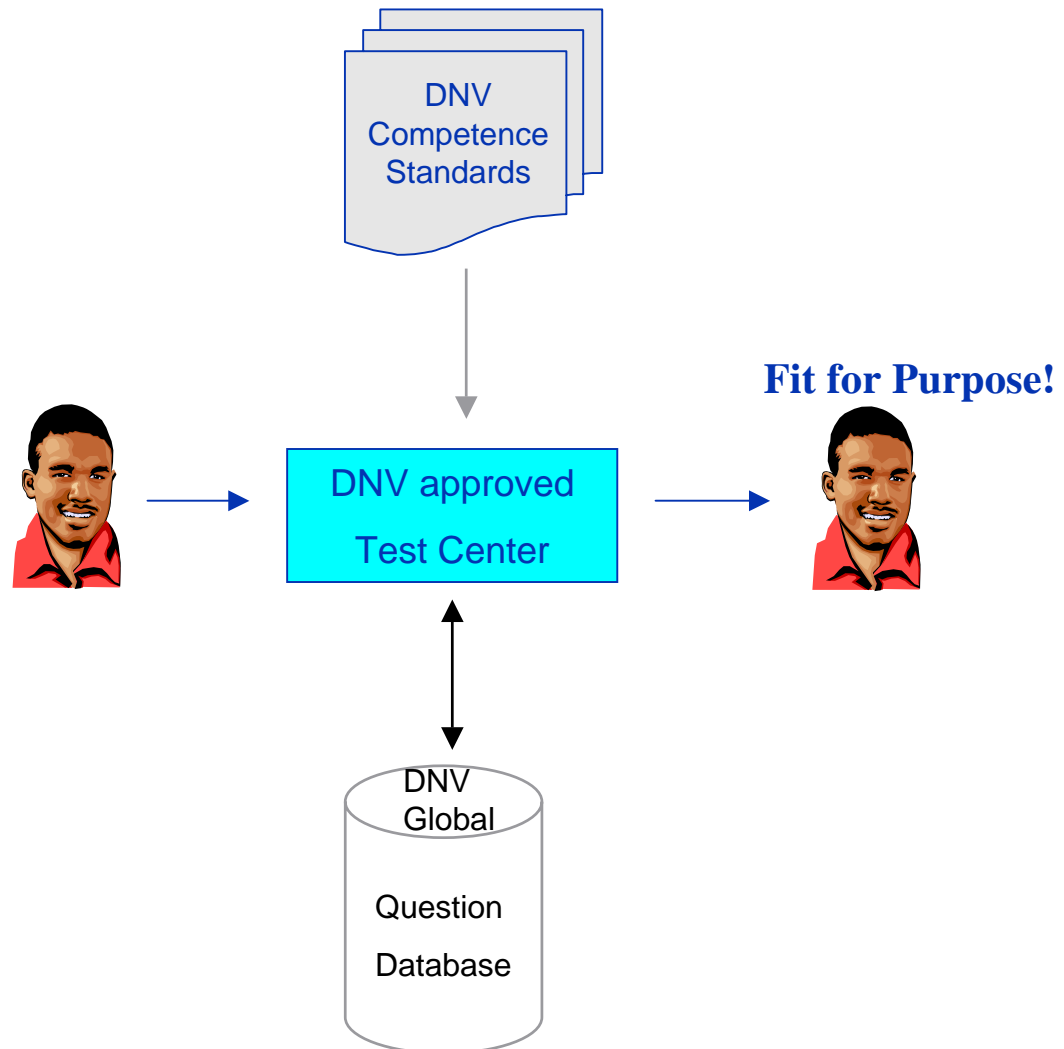 DNV
Competence
Standards
Fit for Purpose!
DNV approved
Test Center
DNV
Global
Question
Database